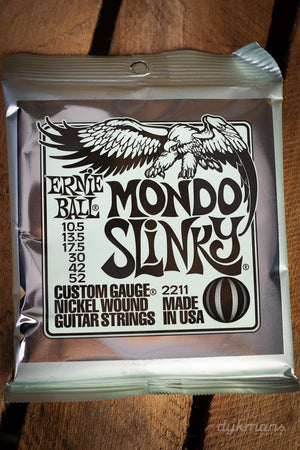 ERNIE
BALL®
MONDO
SLINKY®
10.5
13.5
17.5
30
42
52
CUSTOM GAUGE® 2211
NICKEL WOUND MADE
GUITAR STRINGS IN USA
dykmans